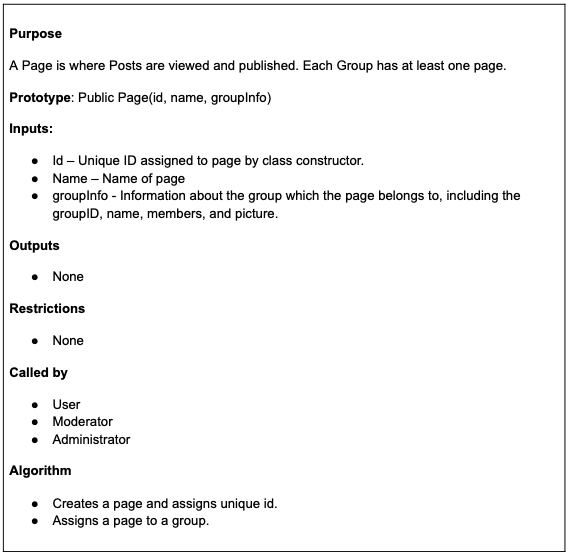 Purpose
A Page is where Posts are viewed and published. Each Group has at least one page.
Prototype: Public Page(id, name, groupInfo)
Inputs:
● Id – Unique ID assigned to page by class constructor.
● Name – Name of page
● groupInfo - Information about the group which the page belongs to, including the
groupID, name, members, and picture.
Outputs
● None
Restrictions
● None
Called by
● User
● Moderator
● Administrator
Algorithm
● Creates a page and assigns unique id.
● Assigns a page to a group.